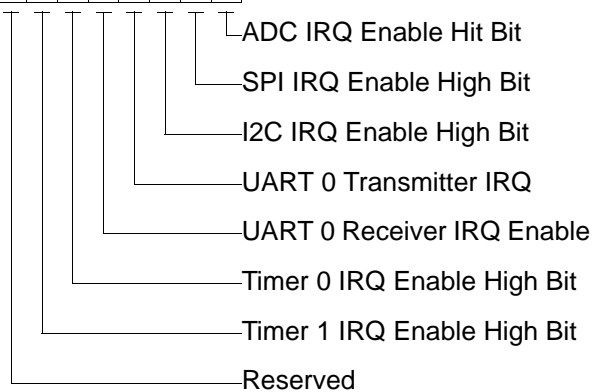 ADC IRQ Enable Hit Bit
SPI IRQ Enable High Bit
I2C IRQ Enable High Bit
UART 0 Transmitter IRQ
UART 0 Receiver IRQ Enable
Timer 0 IRQ Enable High Bit
Timer 1 IRQ Enable High Bit
Reserved